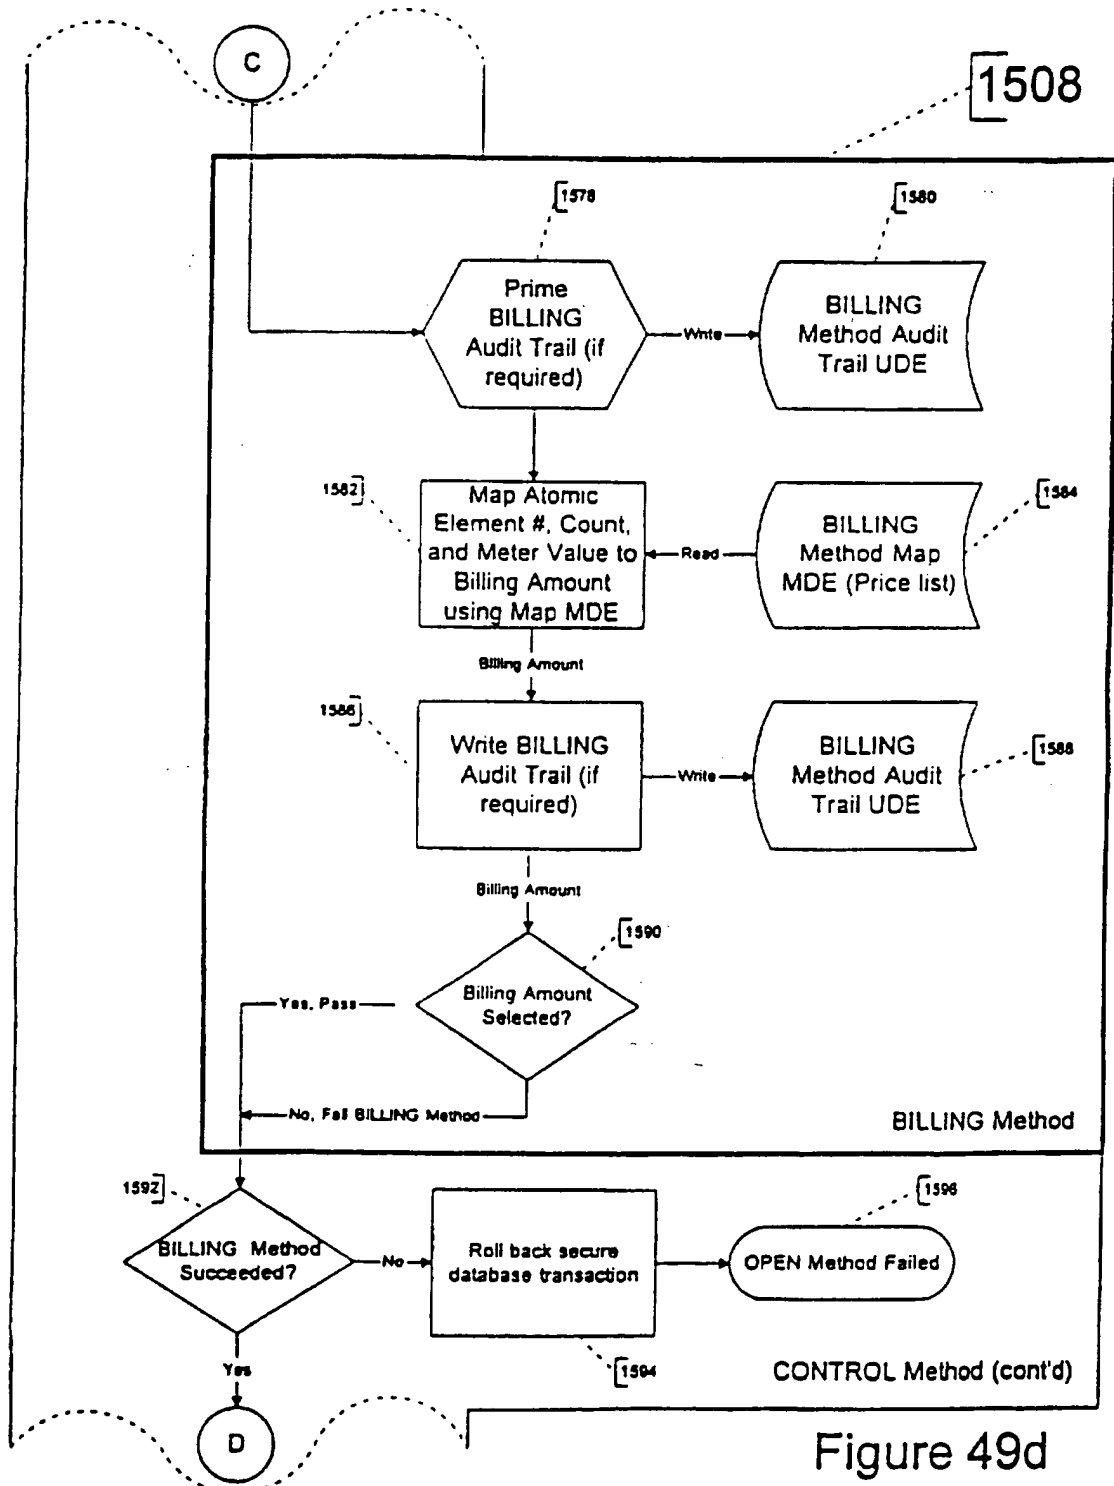 C
1508
1578
1580
Prime
BILLING
Audit Trail (if
required)
Write
BILLING
Method Audit
Trail UDE
1582
Map Atomic
Element #, Count,
and Meter Value to
Billing Amount
using Map MDE
Read
BILLING
Method Map
MDE (Price list)
1584
Billing Amount
1586
Write BILLING
Audit Trail (if
required)
Write
BILLING
Method Audit
Trail UDE
1588
Billing Amount
1590
Billing Amount
Selected?
Yes, Pass
No, Fail BILLING Method
BILLING Method
1592
BILLING Method
Succeeded?
No
Roll back secure
database transaction
1596
OPEN Method Failed
Yes
1594
CONTROL Method (cont'd)
D
Figure 49d